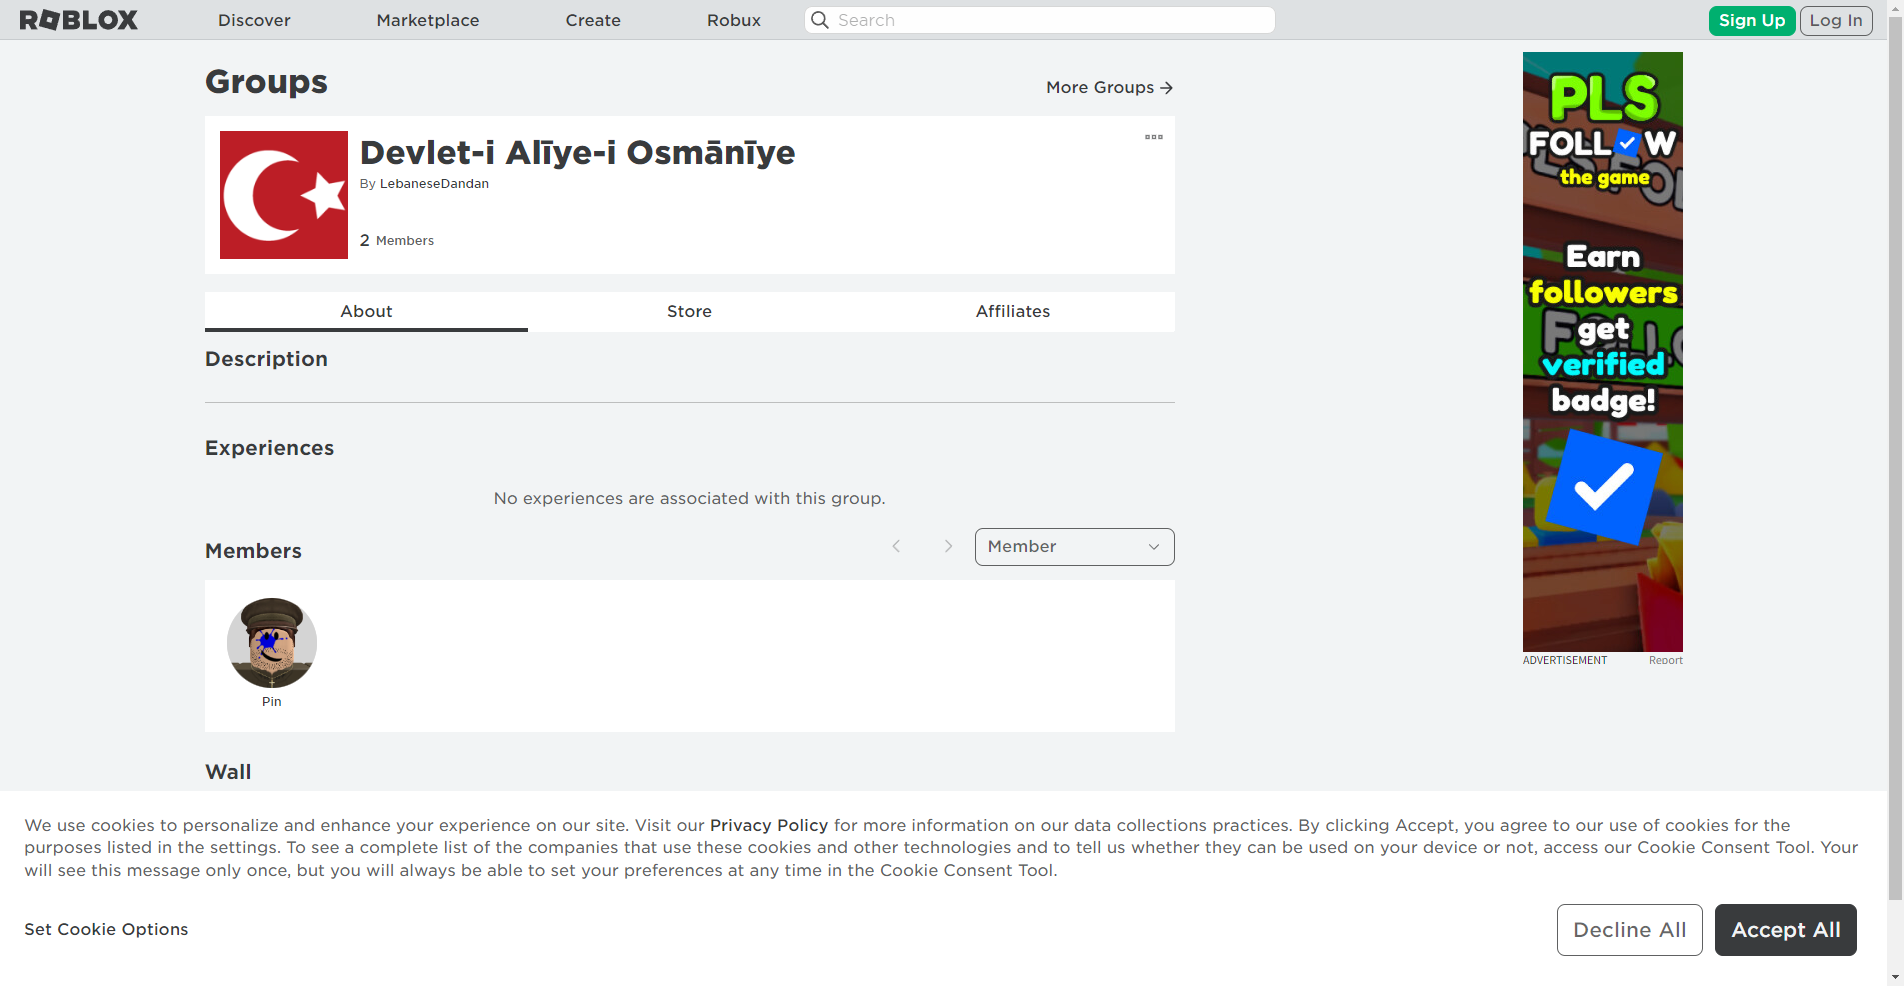 ROBLOX
Discover
Marketplace
Create
Robux
Search
Sign Up
Log In
Groups
More Groups
Devlet-i Alīye-i Osmānīye
By LebaneseDandan
2 Members
About
Store
Affiliates
Description
Experiences
No experiences are associated with this group.
Members
Member
Pin
Wall
PLS
FOLLOW
the game
Earn
followers
get
verified
badge!
ADVERTISEMENT
Report
We use cookies to personalize and enhance your experience on our site. Visit our Privacy Policy for more information on our data collections practices. By clicking Accept, you agree to our use of cookies for the
purposes listed in the settings. To see a complete list of the companies that use these cookies and other technologies and to tell us whether they can be used on your device or not, access our Cookie Consent Tool. Your
will see this message only once, but you will always be able to set your preferences at any time in the Cookie Consent Tool.
Set Cookie Options
Decline All
Accept All